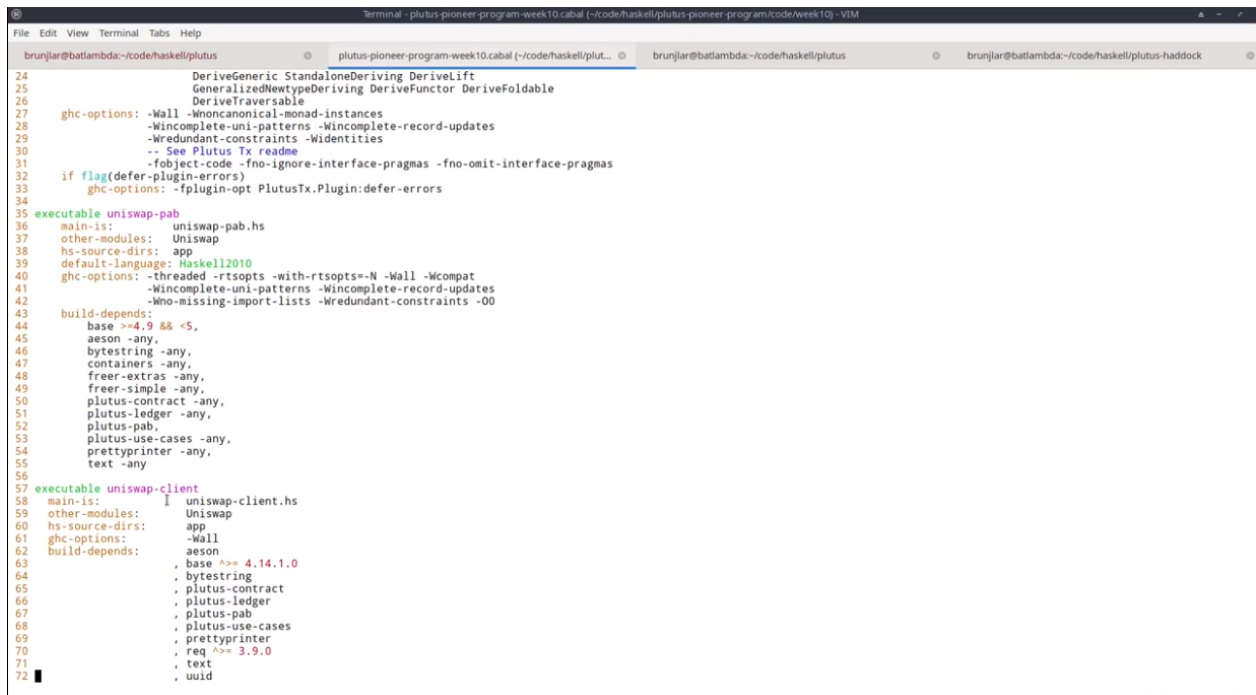 Terminal - plutus-pioneer-program-week10.cabal (~/code/haskell/plutus-pioneer-program/code/week10) - VIM
File Edit View Terminal Tabs Help
brunjlar@batlambda:~/code/haskell/plutus plutus-pioneer-program-week10.cabal (~/code/haskell/plut... brunjlar@batlambda:~/code/haskell/plutus brunjlar@batlambda:~/code/haskell/plutus-haddock
24 DeriveGeneric StandaloneDeriving DeriveLift
25 GeneralizedNewtypeDeriving DeriveFunctor DeriveFoldable
26 DeriveTraversable
27 ghc-options: -Wall -Wnoncanonical-monad-instances
28 -Wincomplete-uni-patterns -Wincomplete-record-updates
29 -Wredundant-constraints -Widentities
30 -- See Plutus Tx readme
31 -fobject-code -fno-ignore-interface-pragmas -fno-omit-interface-pragmas
32 if flag(defer-plugin-errors)
33 ghc-options: -fplugin-opt PlutusTx.Plugin:defer-errors
34
35 executable uniswap-pab
36 main-is: uniswap-pab.hs
37 other-modules: Uniswap
38 hs-source-dirs: app
39 default-language: Haskell2010
40 ghc-options: -threaded -rtsopts -with-rtsopts=-N -Wall -Wcompat
41 -Wincomplete-uni-patterns -Wincomplete-record-updates
42 -Wno-missing-import-lists -Wredundant-constraints -O0
43 build-depends:
44 base >=4.9 && <5,
45 aeson -any,
46 bytestring -any,
47 containers -any,
48 freer-extras -any,
49 freer-simple -any,
50 plutus-contract -any,
51 plutus-ledger -any,
52 plutus-pab,
53 plutus-use-cases -any,
54 prettyprinter -any,
55 text -any
56
57 executable uniswap-client
58 main-is: uniswap-client.hs
59 other-modules: Uniswap
60 hs-source-dirs: app
61 ghc-options: -Wall
62 build-depends: aeson
63 , base ^>= 4.14.1.0
64 , bytestring
65 , plutus-contract
66 , plutus-ledger
67 , plutus-pab
68 , plutus-use-cases
69 , prettyprinter
70 , req ^>= 3.9.0
71 , text
72 , uuid